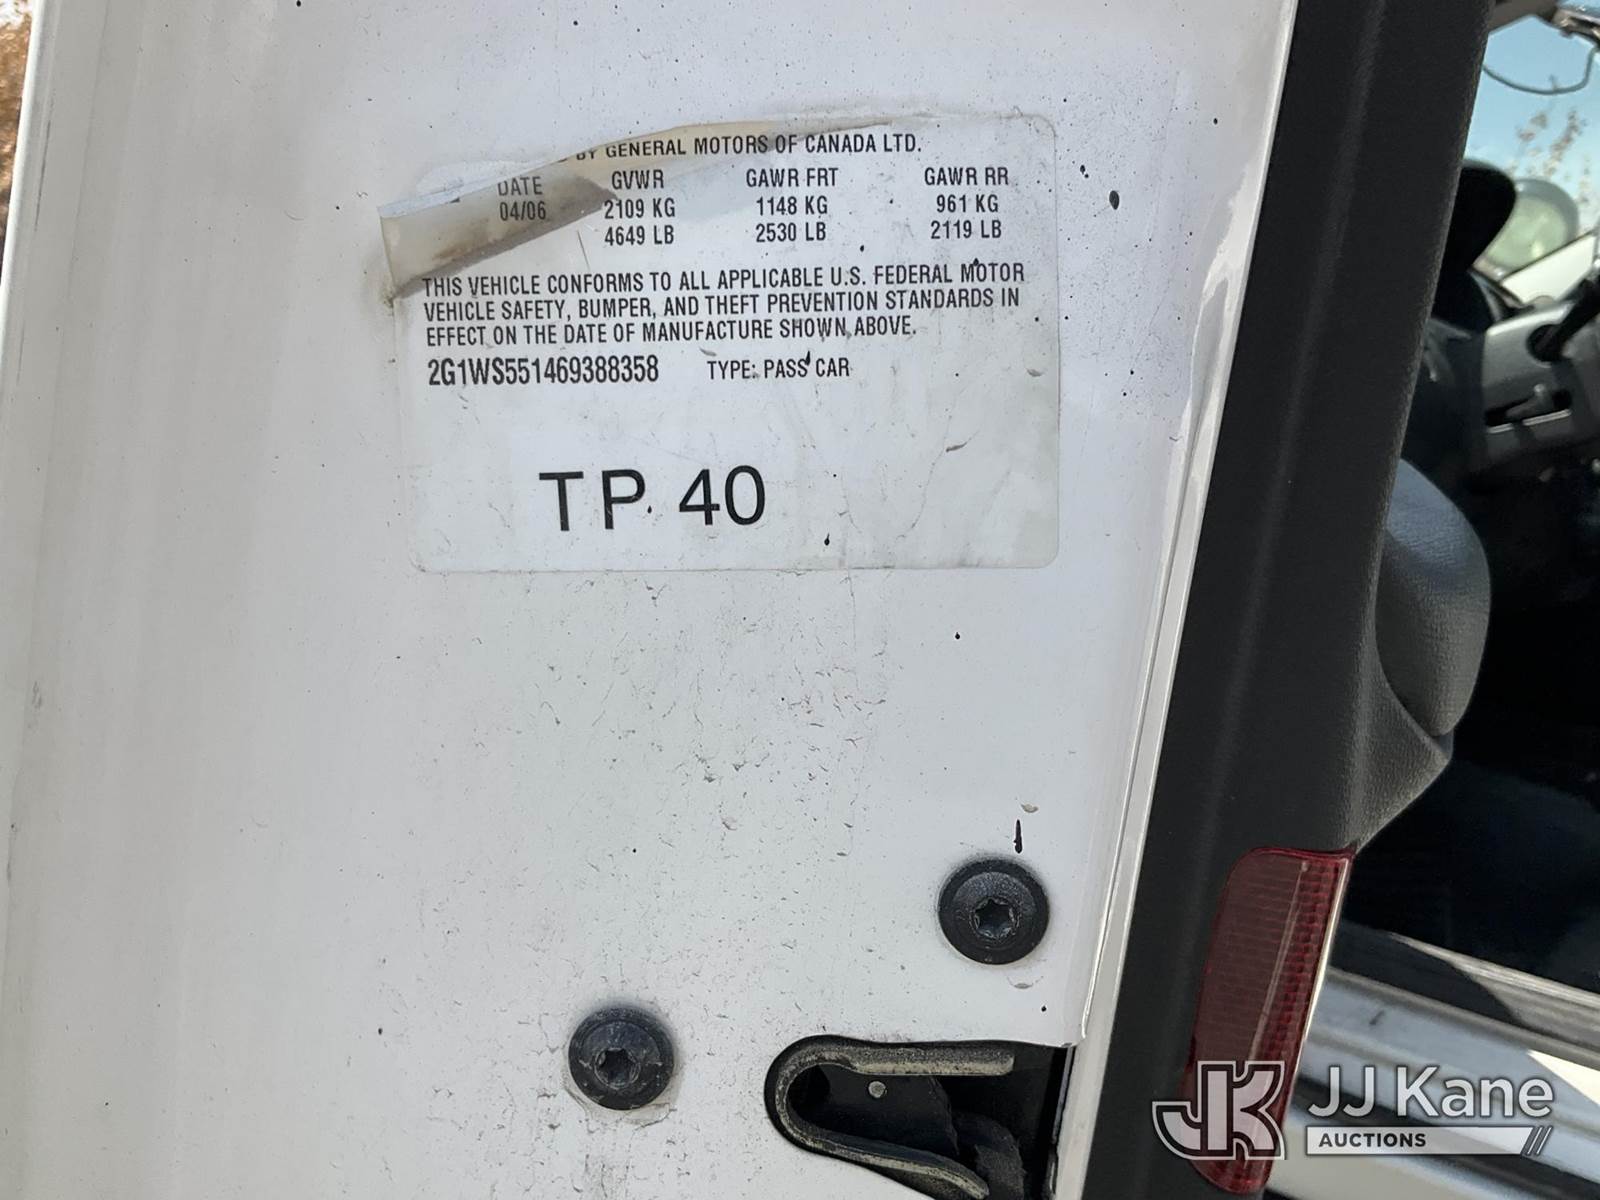 BY GENERAL MOTORS OF CANADA LTD.
DATE GVWR GAWR FRT GAWR RR
04/06 2109 KG 1148 KG 961 KG
4649 LB 2530 LB 2119 LB
THIS VEHICLE CONFORMS TO ALL APPLICABLE U.S. FEDERAL MOTOR
VEHICLE SAFETY, BUMPER, AND THEFT PREVENTION STANDARDS IN
EFFECT ON THE DATE OF MANUFACTURE SHOWN ABOVE.
2G1WS551469388358 TYPE: PASS CAR
TP 40
JK JJ Kane
AUCTIONS